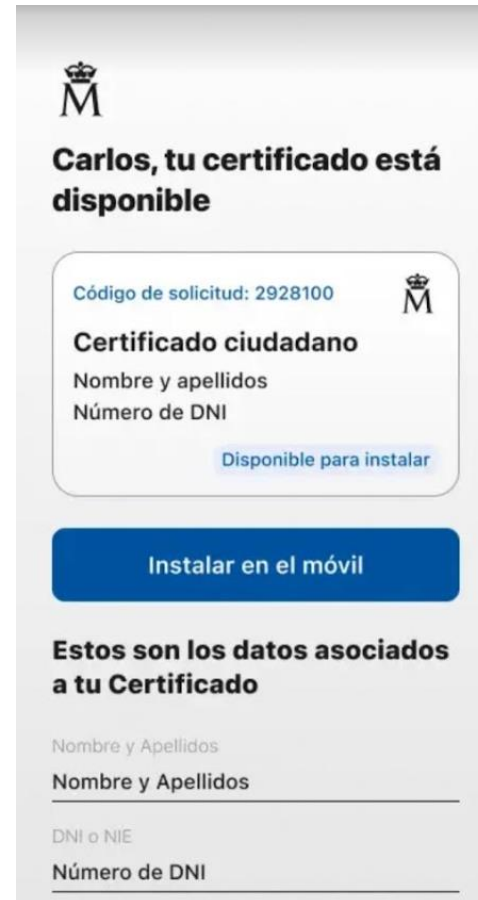 M
Carlos, tu certificado está
disponible
Código de solicitud: 2928100
M
Certificado ciudadano
Nombre y apellidos
Número de DNI
Disponible para instalar
Instalar en el móvil
Estos son los datos asociados
a tu Certificado
Nombre y Apellidos
Nombre y Apellidos
DNI o NIE
Número de DNI